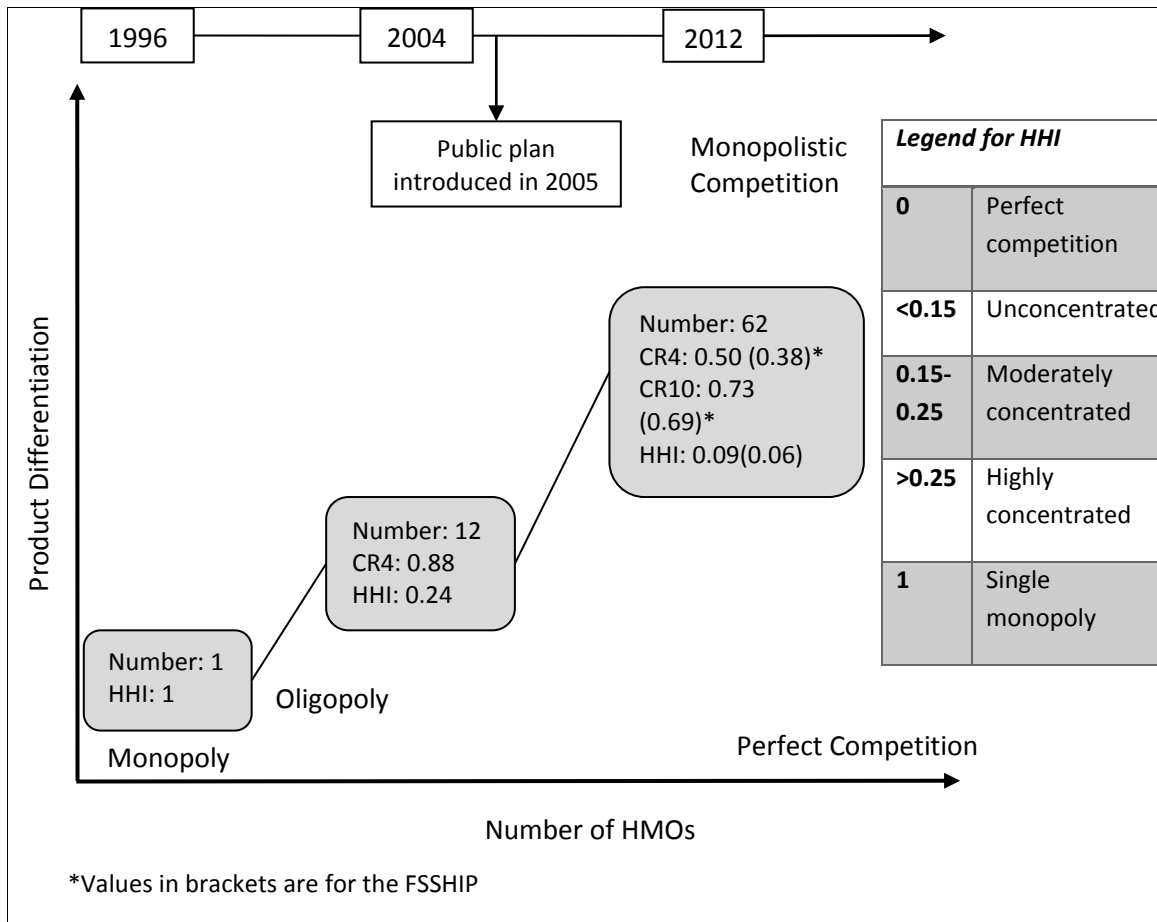 1996
2004
2012
Public plan
introduced in 2005
Monopolistic
Competition
Legend for HHI
0
Perfect
competition
<0.15
Unconcentrated
0.15-
0.25
Moderately
concentrated
>0.25
Highly
concentrated
1
Single
monopoly
Product Differentiation
Number: 62
CR4: 0.50 (0.38)*
CR10: 0.73
(0.69)*
HHI: 0.09(0.06)
Number: 12
CR4: 0.88
HHI: 0.24
Number: 1
HHI: 1
Oligopoly
Monopoly
Perfect Competition
Number of HMOs
*Values in brackets are for the FSSHIP